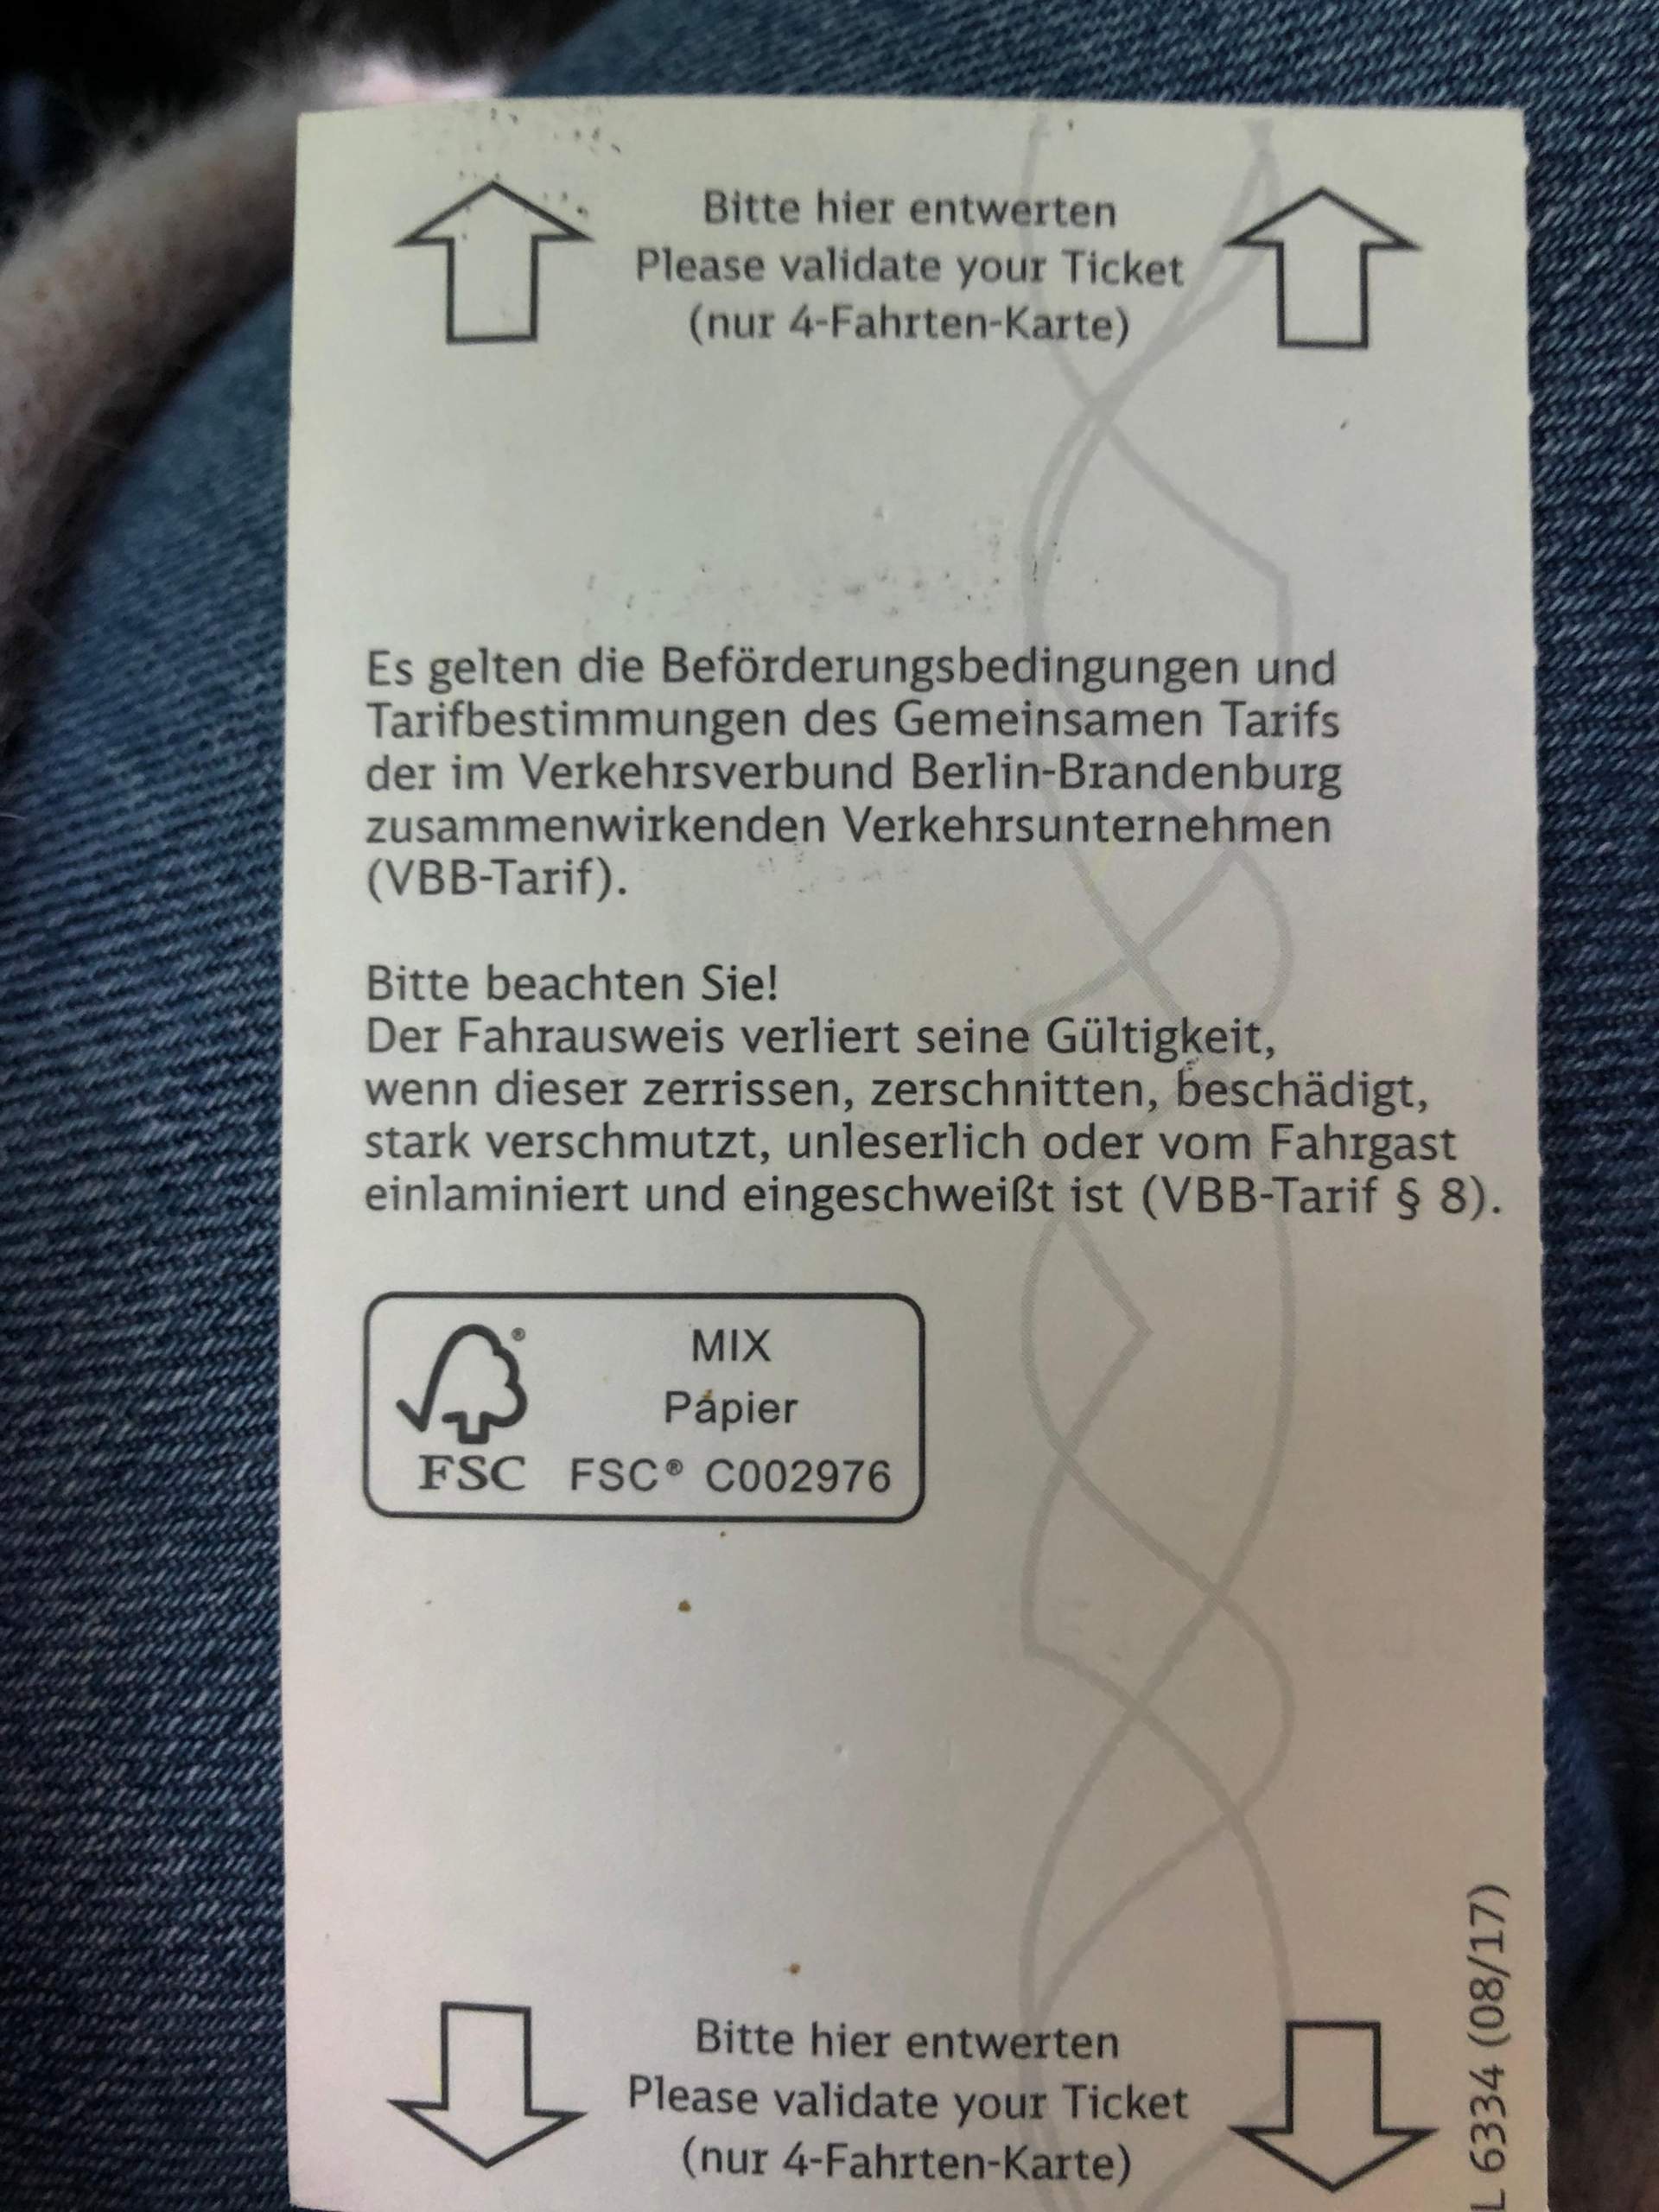 Bitte hier entwerten
Please validate your Ticket
(nur 4-Fahrten-Karte)
Es gelten die Beförderungsbedingungen und
Tarifbestimmungen des Gemeinsamen Tarifs
der im Verkehrsverbund Berlin-Brandenburg
zusammenwirkenden Verkehrsunternehmen
(VBB-Tarif).
Bitte beachten Sie!
Der Fahrausweis verliert seine Gültigkeit,
wenn dieser zerrissen, zerschnitten, beschädigt,
stark verschmutzt, unleserlich oder vom Fahrgast
einlaminiert und eingeschweißt ist (VBB-Tarif § 8).
MIX
Papier
FSC FSC® C002976
Bitte hier entwerten
Please validate your Ticket
(nur 4-Fahrten-Karte)
6334 (08/17)